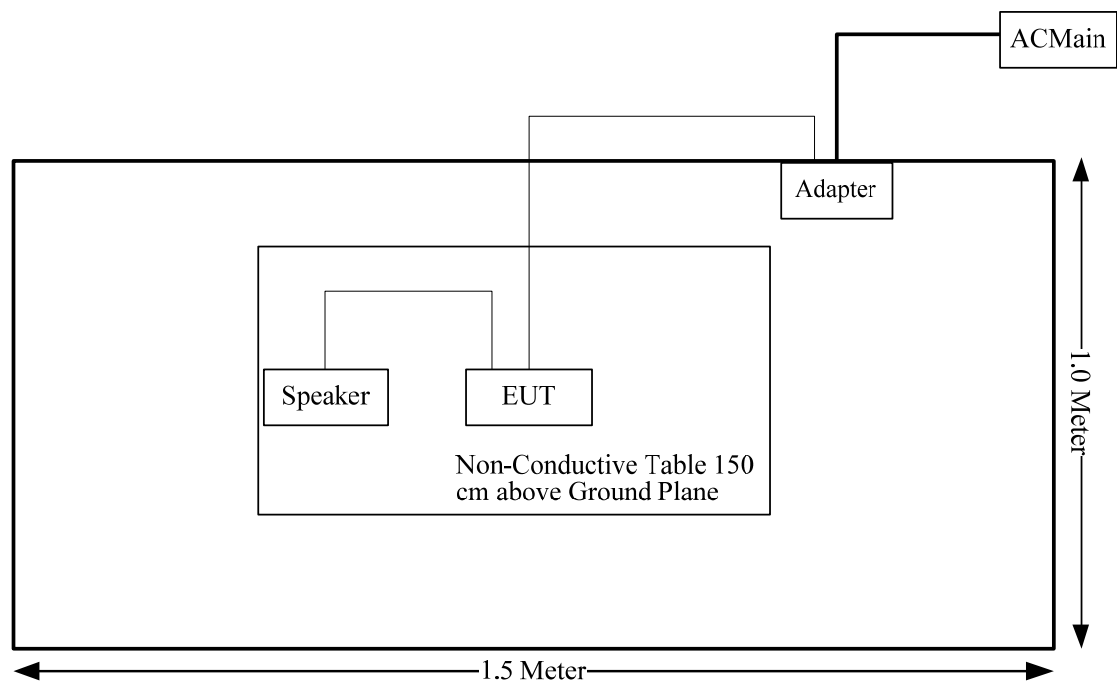 ACMain
Adapter
Speaker
EUT
Non-Conductive Table 150
cm above Ground Plane
1.0 Meter
1.5 Meter